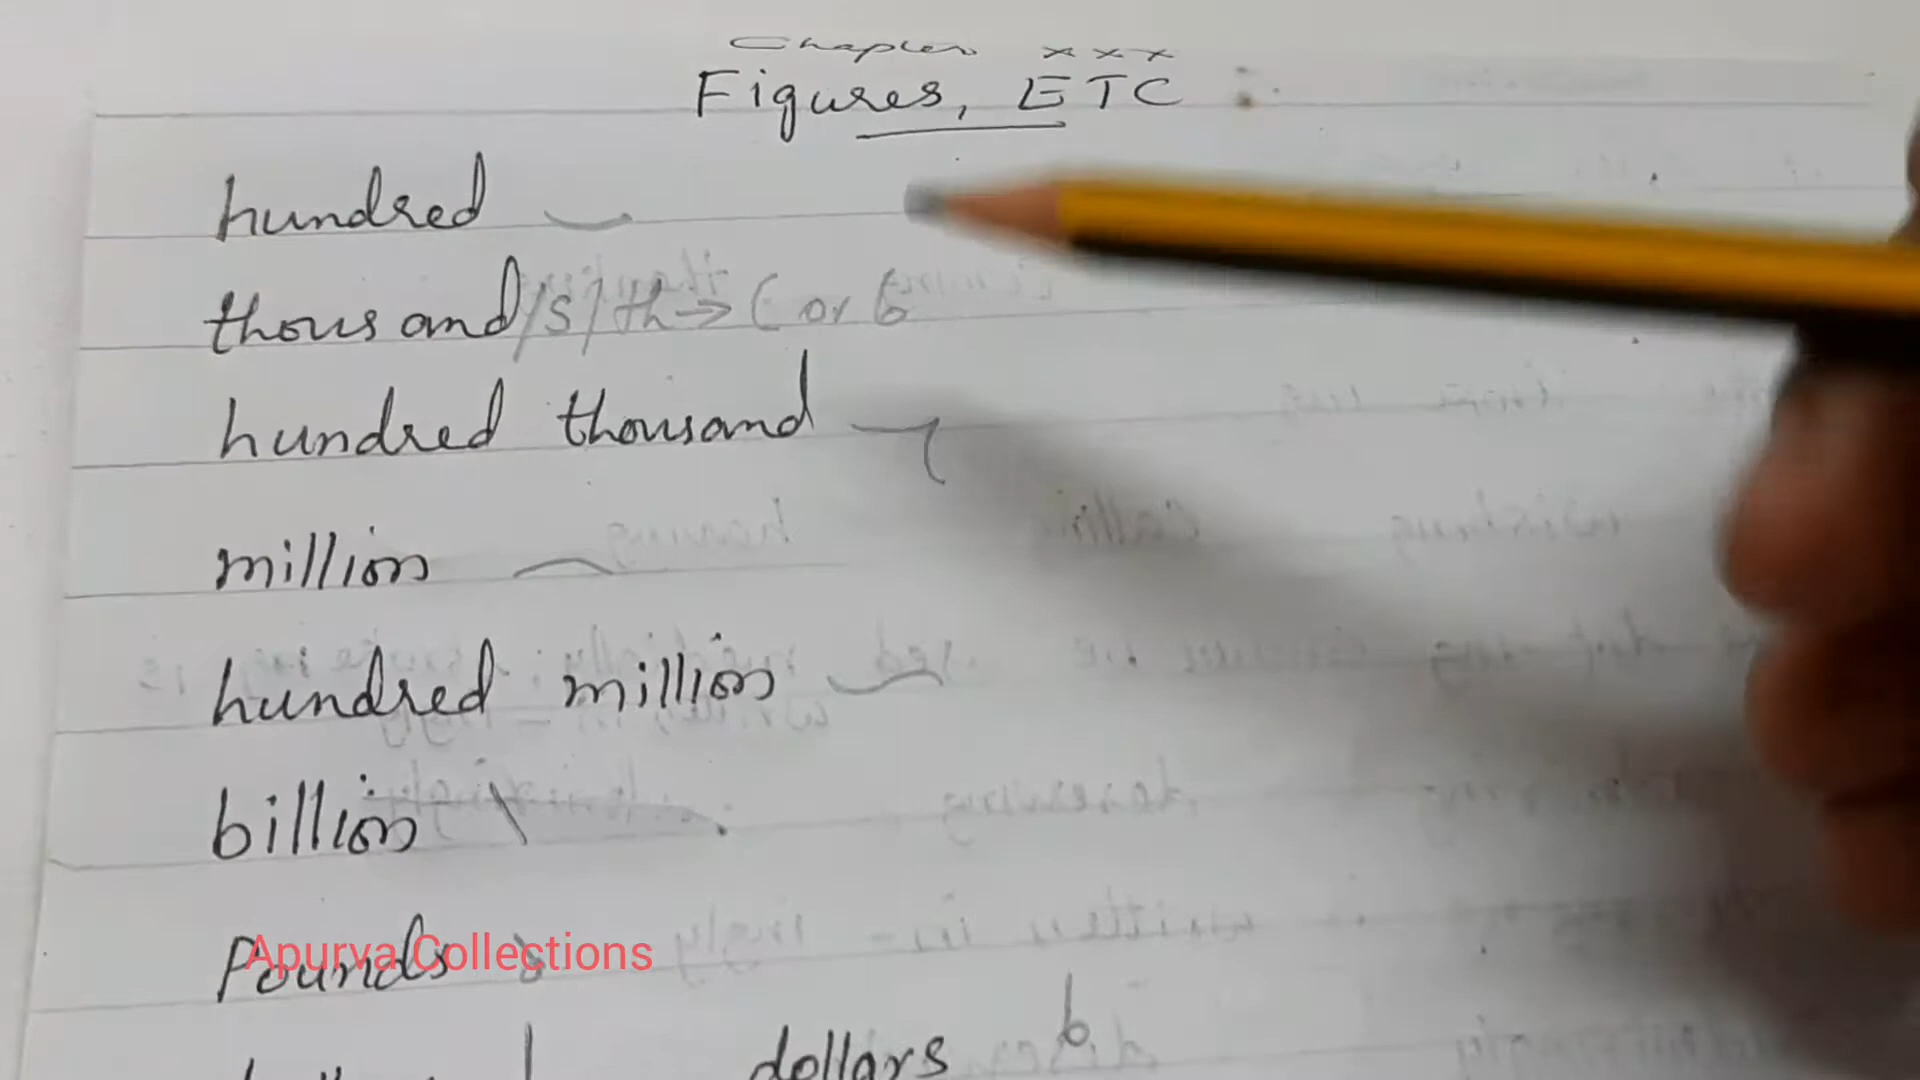 Chapter XXX
Figures, ETC :
hundred
thousand/s/th → ( or 6
hundred thousand
million
hundred million
billion \
Pounds
Apurva Collections
dollars